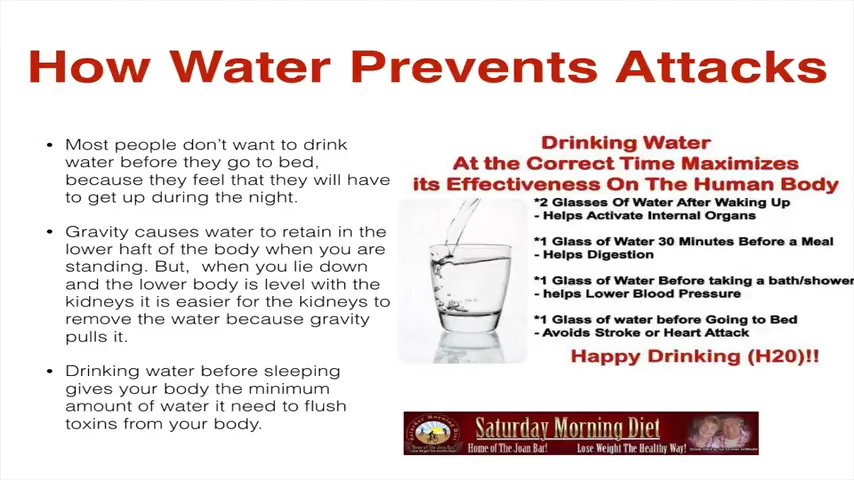 How Water Prevents Attacks
• Most people don't want to drink
water before they go to bed,
because they feel that they will have
to get up during the night.
• Gravity causes water to retain in the
lower haft of the body when you are
standing. But, when you lie down
and the lower body is level with the
kidneys it is easier for the kidneys to
remove the water because gravity
pulls it.
• Drinking water before sleeping
gives your body the minimum
amount of water it need to flush
toxins from your body.
Drinking Water
At the Correct Time Maximizes
its Effectiveness On The Human Body
*2 Glasses Of Water After Waking Up
- Helps Activate Internal Organs
*1 Glass of Water 30 Minutes Before a Meal
- Helps Digestion
*1 Glass of Water Before taking a bath/shower
- helps Lower Blood Pressure
*1 Glass of water before Going to Bed
- Avoids Stroke or Heart Attack
Happy Drinking (H20)!!
Saturday Morning Diet
Home of The Joan Bar! Lose Weight The Healthy Way!